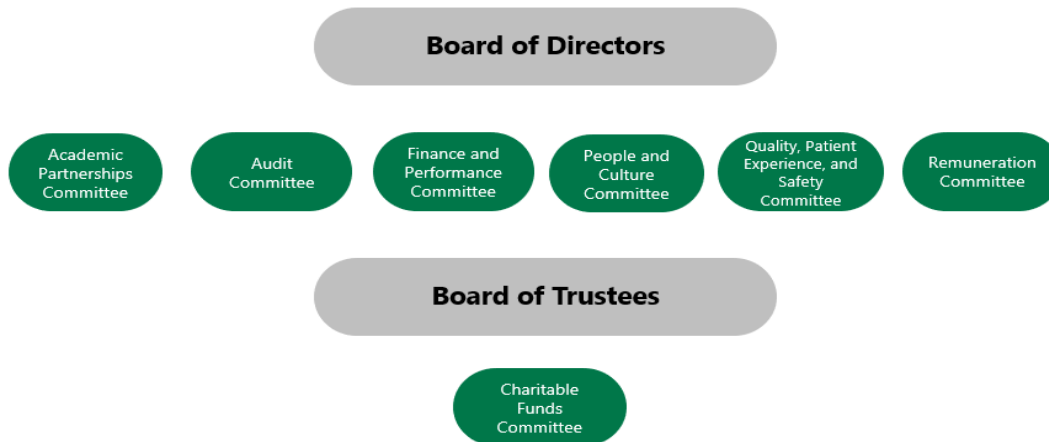 Board of Directors
Academic
Partnerships
Committee
Audit
Committee
Finance and
Performance
Committee
People and
Culture
Committee
Quality, Patient
Experience, and
Safety
Committee
Remuneration
Committee
Board of Trustees
Charitable
Funds
Committee